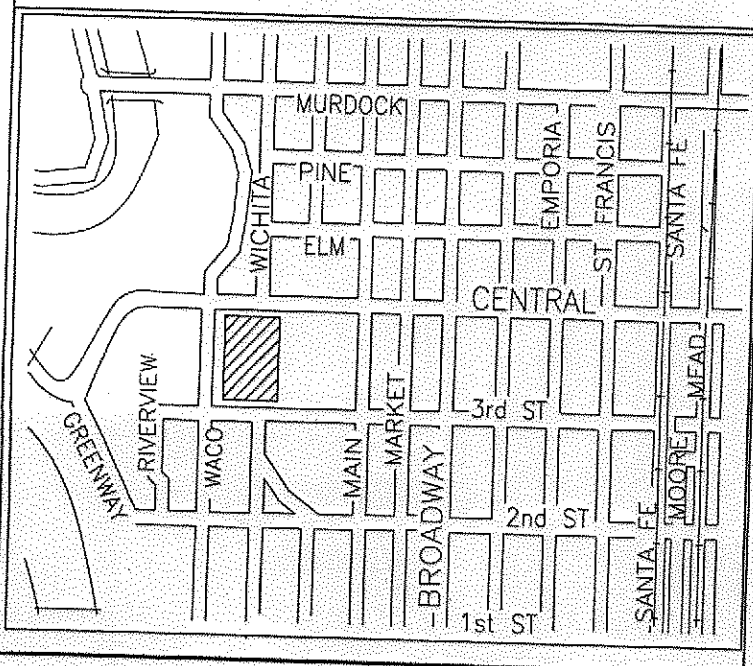 MURDOCK
PINE
WICHITA
ELM
EMPORIA
ST FRANCIS
SANTA FE
CENTRAL
GREENWAY
RIVERVIEW
WACO
MAIN
MARKET
BROADWAY
3rd ST
MEAD
MOORE
2nd ST
SANTA FE
1st ST